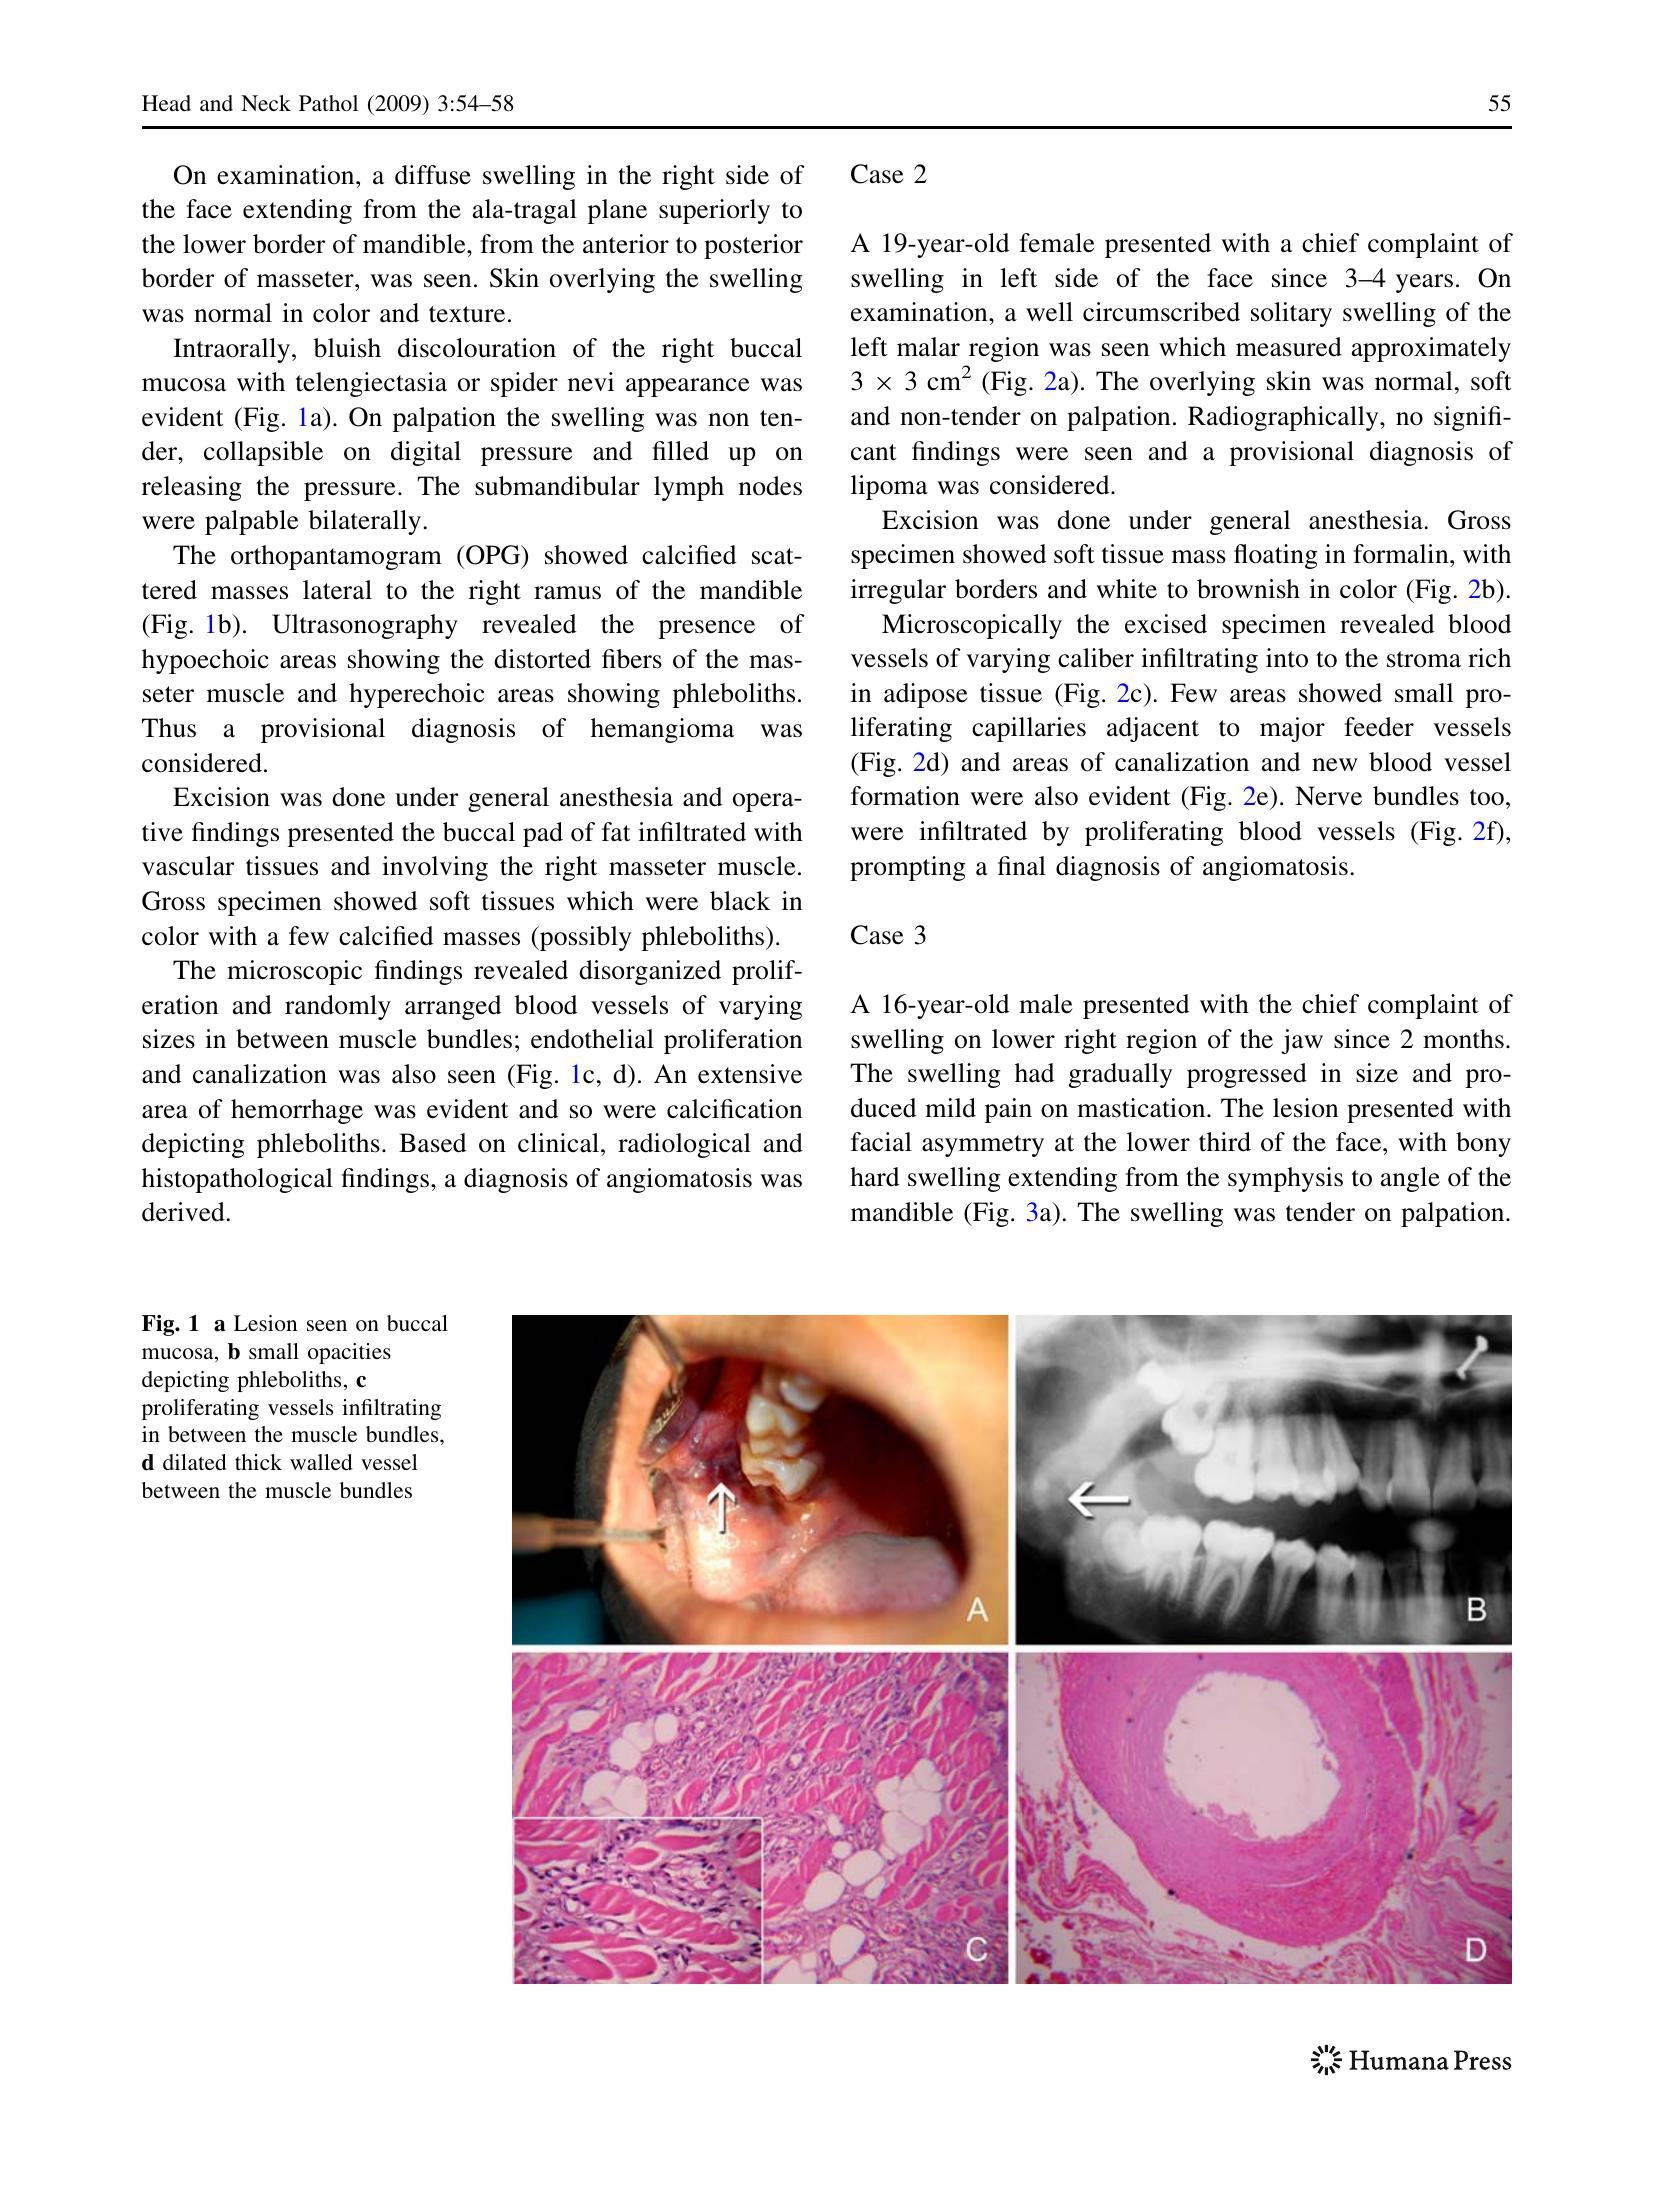 Head and Neck Pathol (2009) 3:54–58
55
On examination, a diffuse swelling in the right side of
the face extending from the ala-tragal plane superiorly to
the lower border of mandible, from the anterior to posterior
border of masseter, was seen. Skin overlying the swelling
was normal in color and texture.
Intraorally, bluish discolouration of the right buccal
mucosa with telengiectasia or spider nevi appearance was
evident (Fig. 1a). On palpation the swelling was non ten-
der, collapsible on digital pressure and filled up on
releasing the pressure. The submandibular lymph nodes
were palpable bilaterally.
The orthopantamogram (OPG) showed calcified scat-
tered masses lateral to the right ramus of the mandible
(Fig. 1b). Ultrasonography revealed the presence of
hypoechoic areas showing the distorted fibers of the mas-
seter muscle and hyperechoic areas showing phleboliths.
Thus a provisional diagnosis of hemangioma was
considered.
Excision was done under general anesthesia and opera-
tive findings presented the buccal pad of fat infiltrated with
vascular tissues and involving the right masseter muscle.
Gross specimen showed soft tissues which were black in
color with a few calcified masses (possibly phleboliths).
The microscopic findings revealed disorganized prolif-
eration and randomly arranged blood vessels of varying
sizes in between muscle bundles; endothelial proliferation
and canalization was also seen (Fig. 1c, d). An extensive
area of hemorrhage was evident and so were calcification
depicting phleboliths. Based on clinical, radiological and
histopathological findings, a diagnosis of angiomatosis was
derived.
Case 2
A 19-year-old female presented with a chief complaint of
swelling in left side of the face since 3–4 years. On
examination, a well circumscribed solitary swelling of the
left malar region was seen which measured approximately
3 × 3 cm² (Fig. 2a). The overlying skin was normal, soft
and non-tender on palpation. Radiographically, no signifi-
cant findings were seen and a provisional diagnosis of
lipoma was considered.
Excision was done under general anesthesia. Gross
specimen showed soft tissue mass floating in formalin, with
irregular borders and white to brownish in color (Fig. 2b).
Microscopically the excised specimen revealed blood
vessels of varying caliber infiltrating into to the stroma rich
in adipose tissue (Fig. 2c). Few areas showed small pro-
liferating capillaries adjacent to major feeder vessels
(Fig. 2d) and areas of canalization and new blood vessel
formation were also evident (Fig. 2e). Nerve bundles too,
were infiltrated by proliferating blood vessels (Fig. 2f),
prompting a final diagnosis of angiomatosis.
Case 3
A 16-year-old male presented with the chief complaint of
swelling on lower right region of the jaw since 2 months.
The swelling had gradually progressed in size and pro-
duced mild pain on mastication. The lesion presented with
facial asymmetry at the lower third of the face, with bony
hard swelling extending from the symphysis to angle of the
mandible (Fig. 3a). The swelling was tender on palpation.
Fig. 1 a Lesion seen on buccal
mucosa, b small opacities
depicting phleboliths, c
proliferating vessels infiltrating
in between the muscle bundles,
d dilated thick walled vessel
between the muscle bundles
A
B
C
D
Humana Press